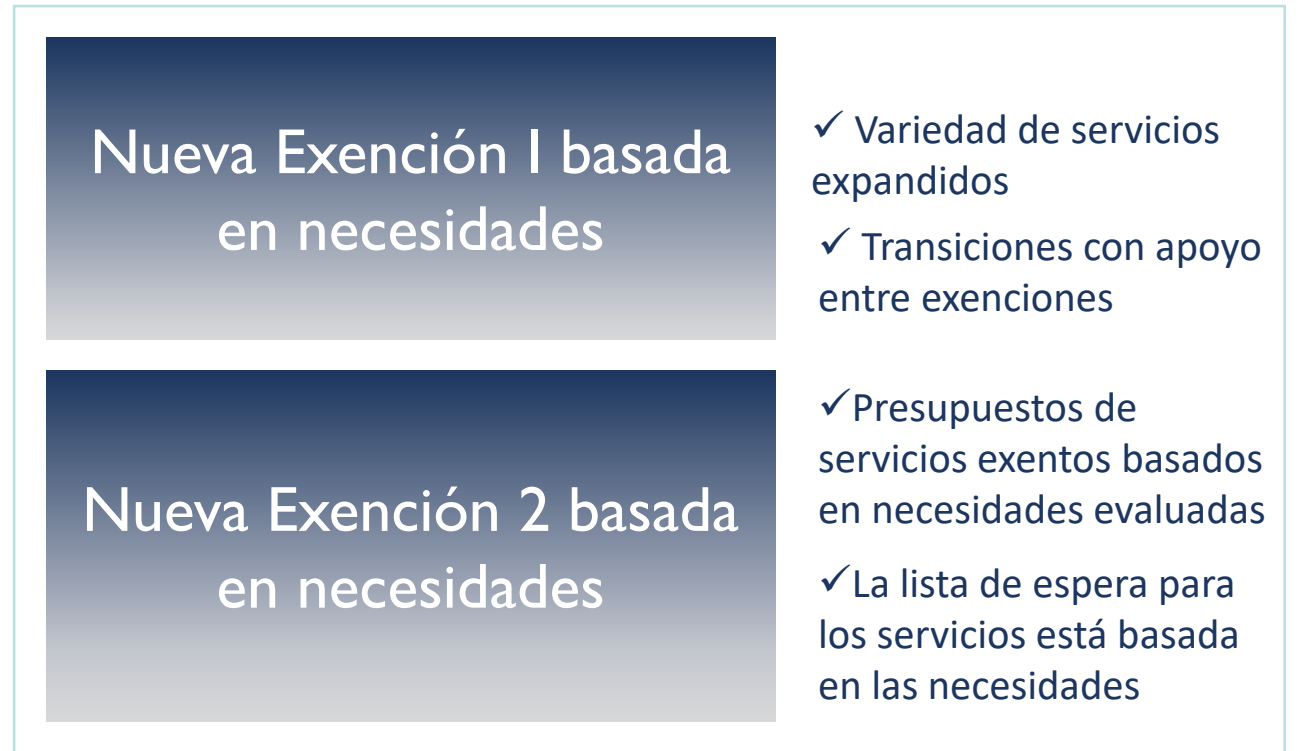 Nueva Exención 1 basada
en necesidades
✓ Variedad de servicios
expandidos
✓ Transiciones con apoyo
entre exenciones
Nueva Exención 2 basada
en necesidades
✓Presupuestos de
servicios exentos basados
en necesidades evaluadas
✓La lista de espera para
los servicios está basada
en las necesidades